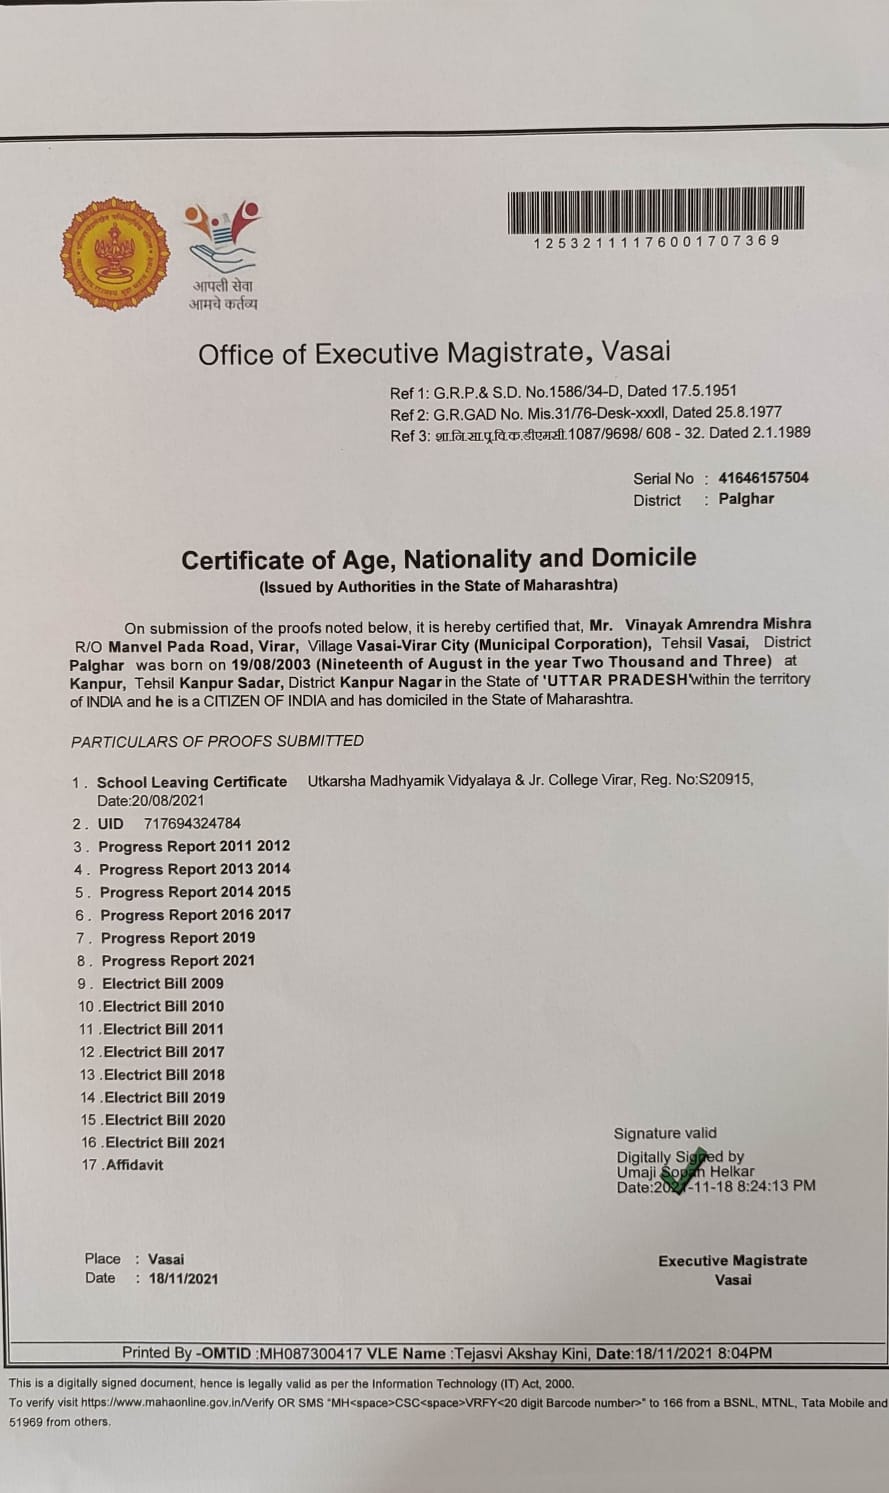 12532111176001707369
आपली सेवा
आमचे कर्तव्य
Office of Executive Magistrate, Vasai
Ref 1: G.R.P.& S.D. No.1586/34-D, Dated 17.5.1951
Ref 2: G.R.GAD No. Mis.31/76-Desk-xxxII, Dated 25.8.1977
Ref 3: शा.नि.सा.पू.वि.क.डीएमसी.1087/9698/ 608 - 32. Dated 2.1.1989
Serial No : 41646157504
District : Palghar
Certificate of Age, Nationality and Domicile
(Issued by Authorities in the State of Maharashtra)
On submission of the proofs noted below, it is hereby certified that, Mr. Vinayak Amrendra Mishra
R/O Manvel Pada Road, Virar, Village Vasai-Virar City (Municipal Corporation), Tehsil Vasai, District
Palghar was born on 19/08/2003 (Nineteenth of August in the year Two Thousand and Three) at
Kanpur, Tehsil Kanpur Sadar, District Kanpur Nagar in the State of 'UTTAR PRADESH'within the territory
of INDIA and he is a CITIZEN OF INDIA and has domiciled in the State of Maharashtra.
PARTICULARS OF PROOFS SUBMITTED
1 . School Leaving Certificate Utkarsha Madhyamik Vidyalaya & Jr. College Virar, Reg. No:S20915,
Date:20/08/2021
2 . UID 717694324784
3 . Progress Report 2011 2012
4 . Progress Report 2013 2014
5 . Progress Report 2014 2015
6 . Progress Report 2016 2017
7 . Progress Report 2019
8 . Progress Report 2021
9 . Electrict Bill 2009
10 .Electrict Bill 2010
11 .Electrict Bill 2011
12 .Electrict Bill 2017
13 .Electrict Bill 2018
14 .Electrict Bill 2019
15 .Electrict Bill 2020
16 .Electrict Bill 2021
17 .Affidavit
Signature valid
Digitally Signed by
Umaji Sopan Helkar
Date:2021-11-18 8:24:13 PM
Place : Vasai
Date : 18/11/2021
Executive Magistrate
Vasai
Printed By -OMTID :MH087300417 VLE Name :Tejasvi Akshay Kini, Date:18/11/2021 8:04PM
This is a digitally signed document, hence is legally valid as per the Information Technology (IT) Act, 2000.
To verify visit https://www.mahaonline.gov.in/Verify OR SMS "MH<space>CSC<space>VRFY<20 digit Barcode number>" to 166 from a BSNL, MTNL, Tata Mobile and
51969 from others.